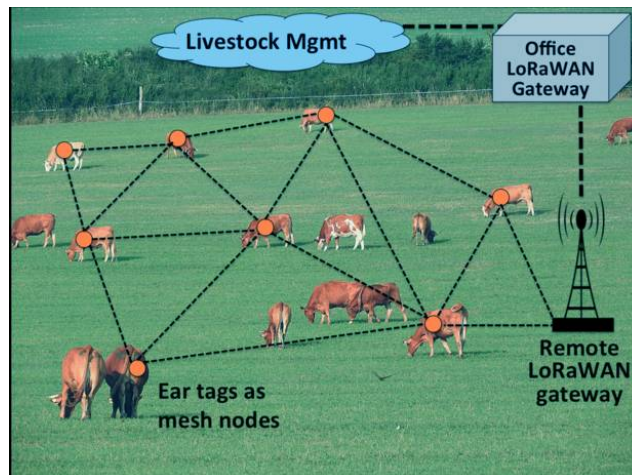 Livestock Mgmt
Office
LoRaWAN
Gateway
Remote
LoRaWAN
gateway
Ear tags as
mesh nodes